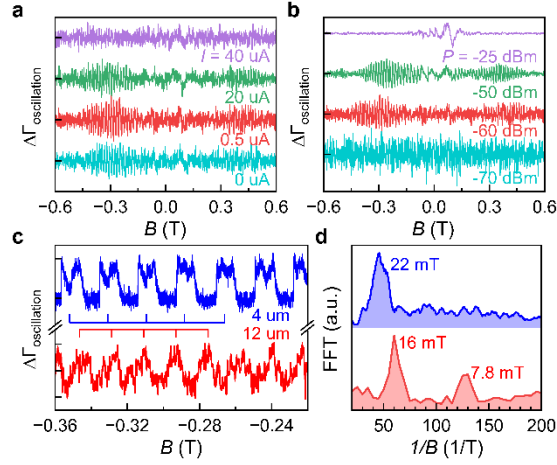 a
I = 40 uA
20 uA
0.5 uA
0 uA
ΔΓoscillation
−0.6 −0.3 0.0 0.3 0.6
B (T)
b
P = -25 dBm
-50 dBm
-60 dBm
-70 dBm
ΔΓoscillation
−0.6 −0.3 0.0 0.3 0.6
B (T)
c
4 um
12 um
ΔΓoscillation
−0.36 −0.32 −0.28 −0.24
B (T)
d
22 mT
16 mT
7.8 mT
FFT (a.u.)
50 100 150 200
1/B (1/T)